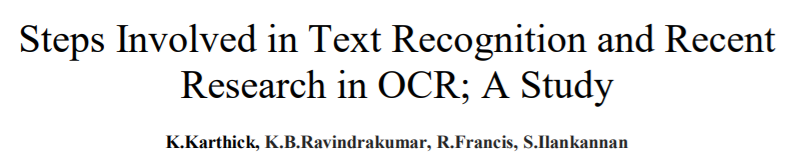 Steps Involved in Text Recognition and Recent
Research in OCR; A Study
K.Karthick, K.B.Ravindrakumar, R.Francis, S.Ilankannan